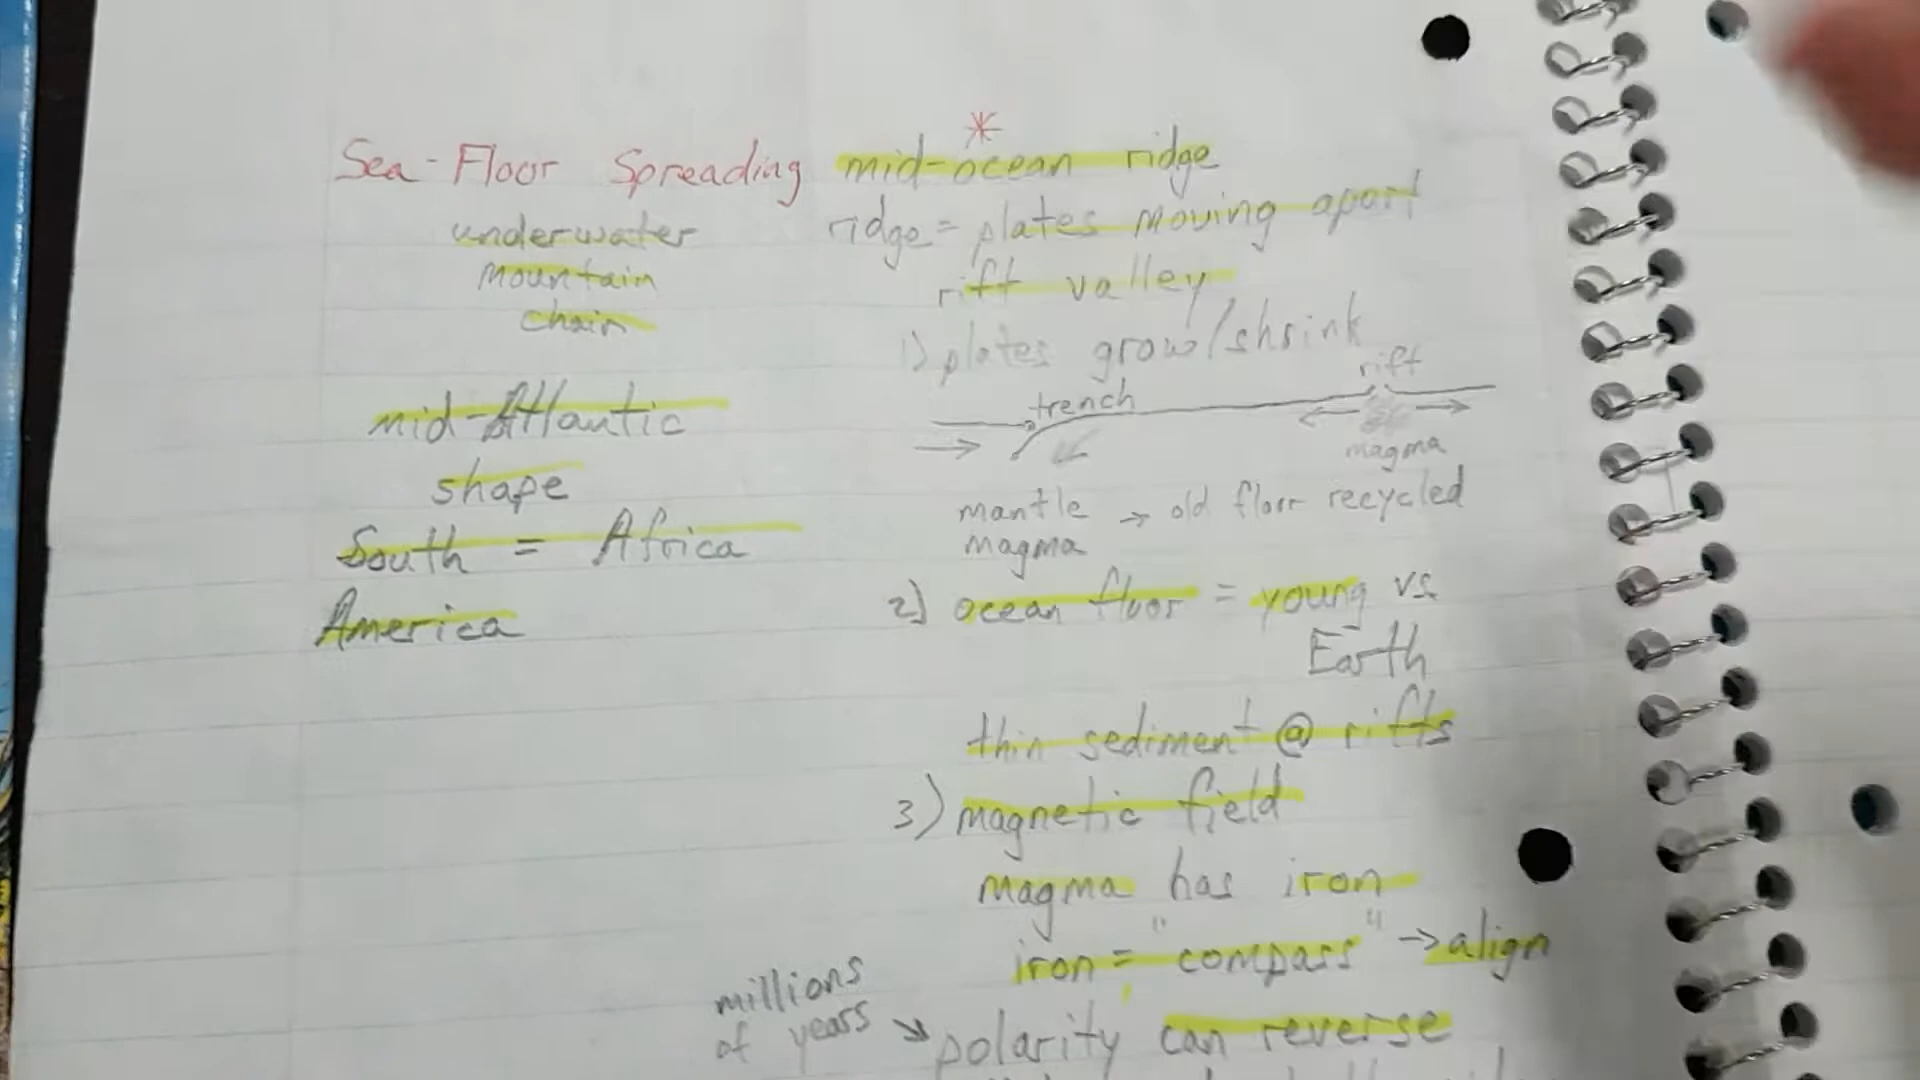 Sea-Floor Spreading mid-ocean ridge
*
underwater
mountain
chain
mid-Atlantic
shape
South = Africa
America
ridge = plates moving apart
rift valley
1) plates grow/shrink
rift
trench
magma
mantle → old floor recycled
magma
2) ocean floor = young vs.
Earth
thin sediment @ rifts
3) magnetic field
magma has iron
iron = "compass" → align
millions
of years ↘ polarity can reverse